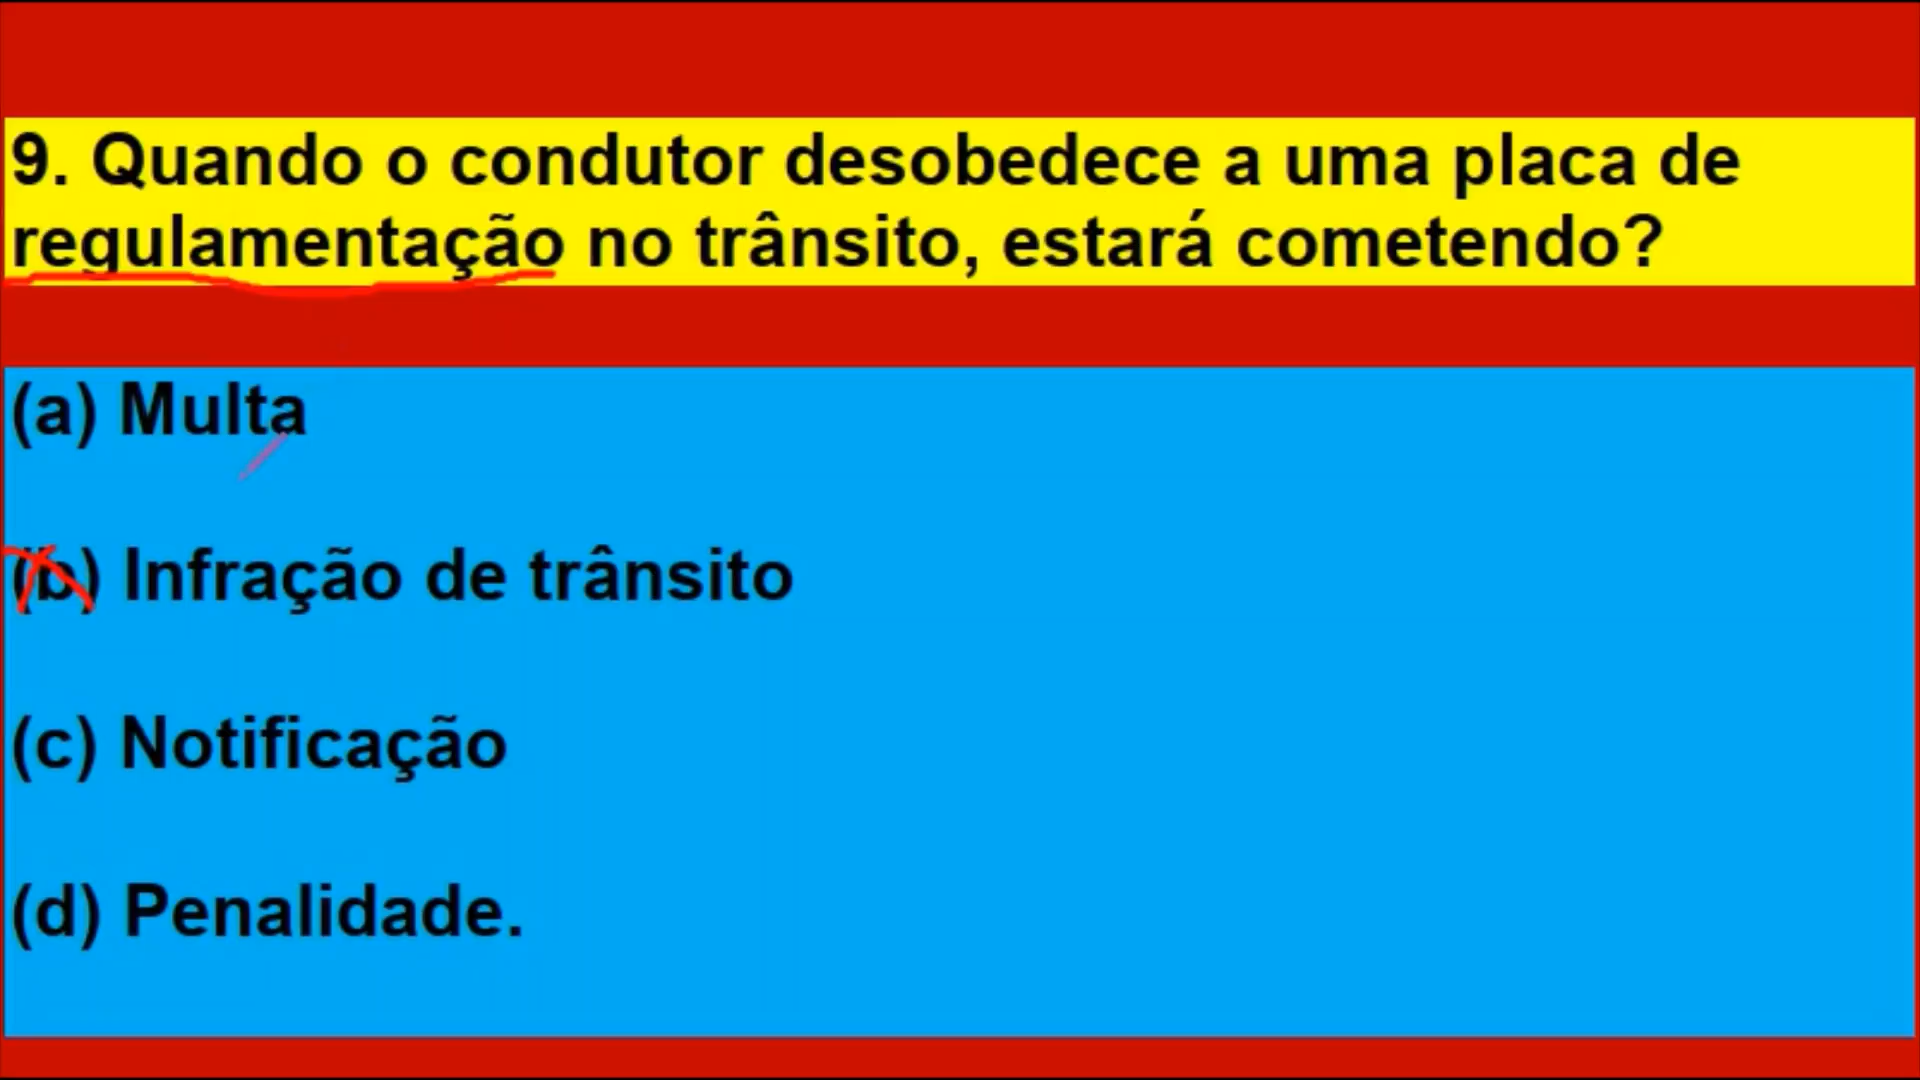 9. Quando o condutor desobedece a uma placa de
regulamentação no trânsito, estará cometendo?
(a) Multa
(b) Infração de trânsito
(c) Notificação
(d) Penalidade.